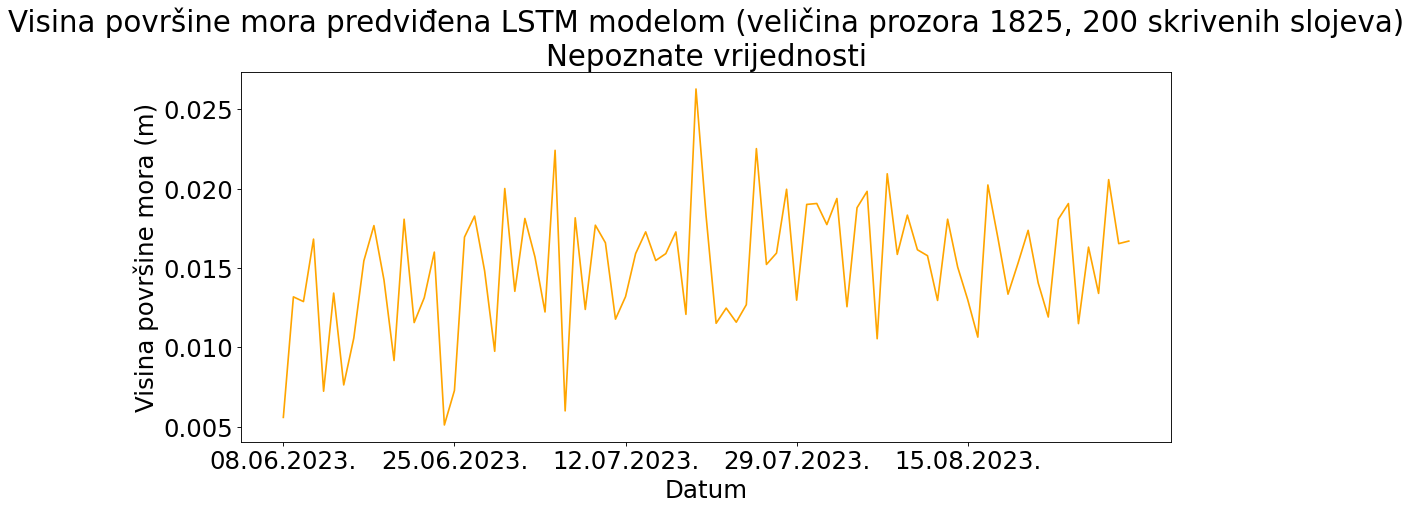 Visina površine mora predviđena LSTM modelom (veličina prozora 1825, 200 skrivenih slojeva)
Nepoznate vrijednosti
Visina površine mora (m)
0.025
0.020
0.015
0.010
0.005
08.06.2023. 25.06.2023. 12.07.2023. 29.07.2023. 15.08.2023.
Datum